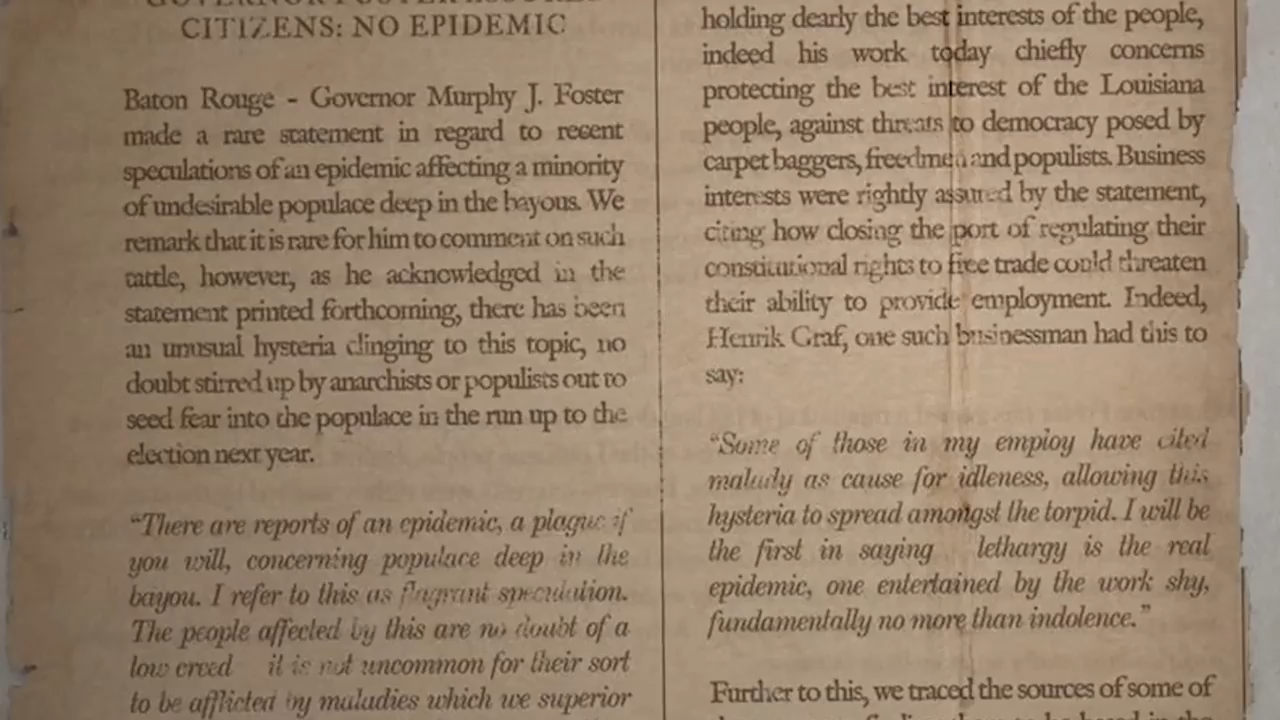 GOVERNOR FOSTER ASSURES
CITIZENS: NO EPIDEMIC
Baton Rouge - Governor Murphy J. Foster
made a rare statement in regard to recent
speculations of an epidemic affecting a minority
of undesirable populace deep in the bayous. We
remark that it is rare for him to comment on such
tattle, however, as he acknowledged in the
statement printed forthcoming, there has been
an unusual hysteria clinging to this topic, no
doubt stirred up by anarchists or populists out to
seed fear into the populace in the run up to the
election next year.
“There are reports of an epidemic, a plague if
you will, concerning populace deep in the
bayou. I refer to this as flagrant speculation.
The people affected by this are no doubt of a
low creed it is not uncommon for their sort
to be afflicted by maladies which we superior
holding dearly the best interests of the people,
indeed his work today chiefly concerns
protecting the best interest of the Louisiana
people, against threats to democracy posed by
carpet baggers, freedmen and populists. Business
interests were rightly assured by the statement,
citing how closing the port of regulating their
constitutional rights to free trade could threaten
their ability to provide employment. Indeed,
Henrik Graf, one such businessman had this to
say:
“Some of those in my employ have cited
malady as cause for idleness, allowing this
hysteria to spread amongst the torpid. I will be
the first in saying lethargy is the real
epidemic, one entertained by the work shy,
fundamentally no more than indolence.”
Further to this, we traced the sources of some of